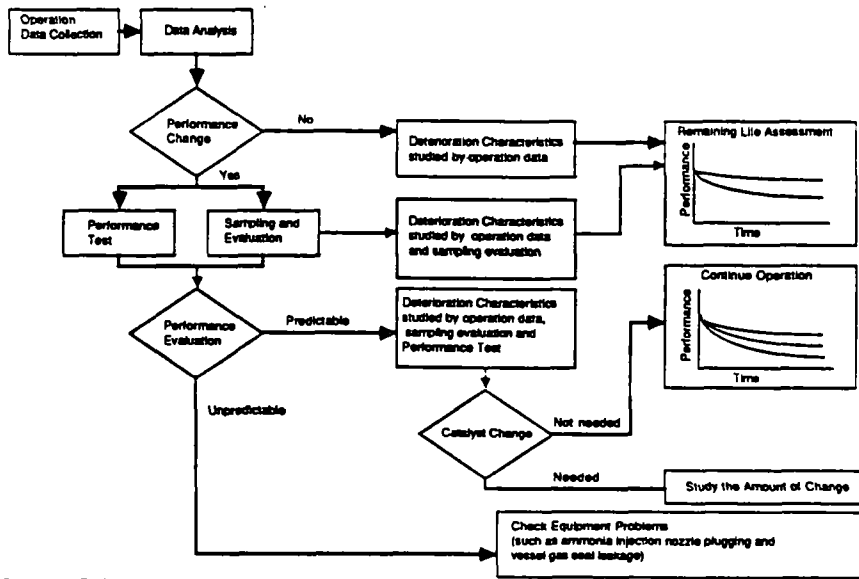 Operation
Data Collection
Data Analysis
Performance
Change
No
Yes
Deterioration Characteristics
studied by operation data
Remaining Life Assessment
Performance
Time
Performance
Test
Sampling and
Evaluation
Deterioration Characteristics
studied by operation data
and sampling evaluation
Continue Operation
Performance
Time
Performance
Evaluation
Predictable
Deterioration Characteristics
studied by operation data,
sampling evaluation and
Performance Test
Unpredictable
Catalyst Change
Not needed
Needed
Study the Amount of Change
Check Equipment Problems
(such as ammonia injection nozzle plugging and
vessel gas seal leakage)